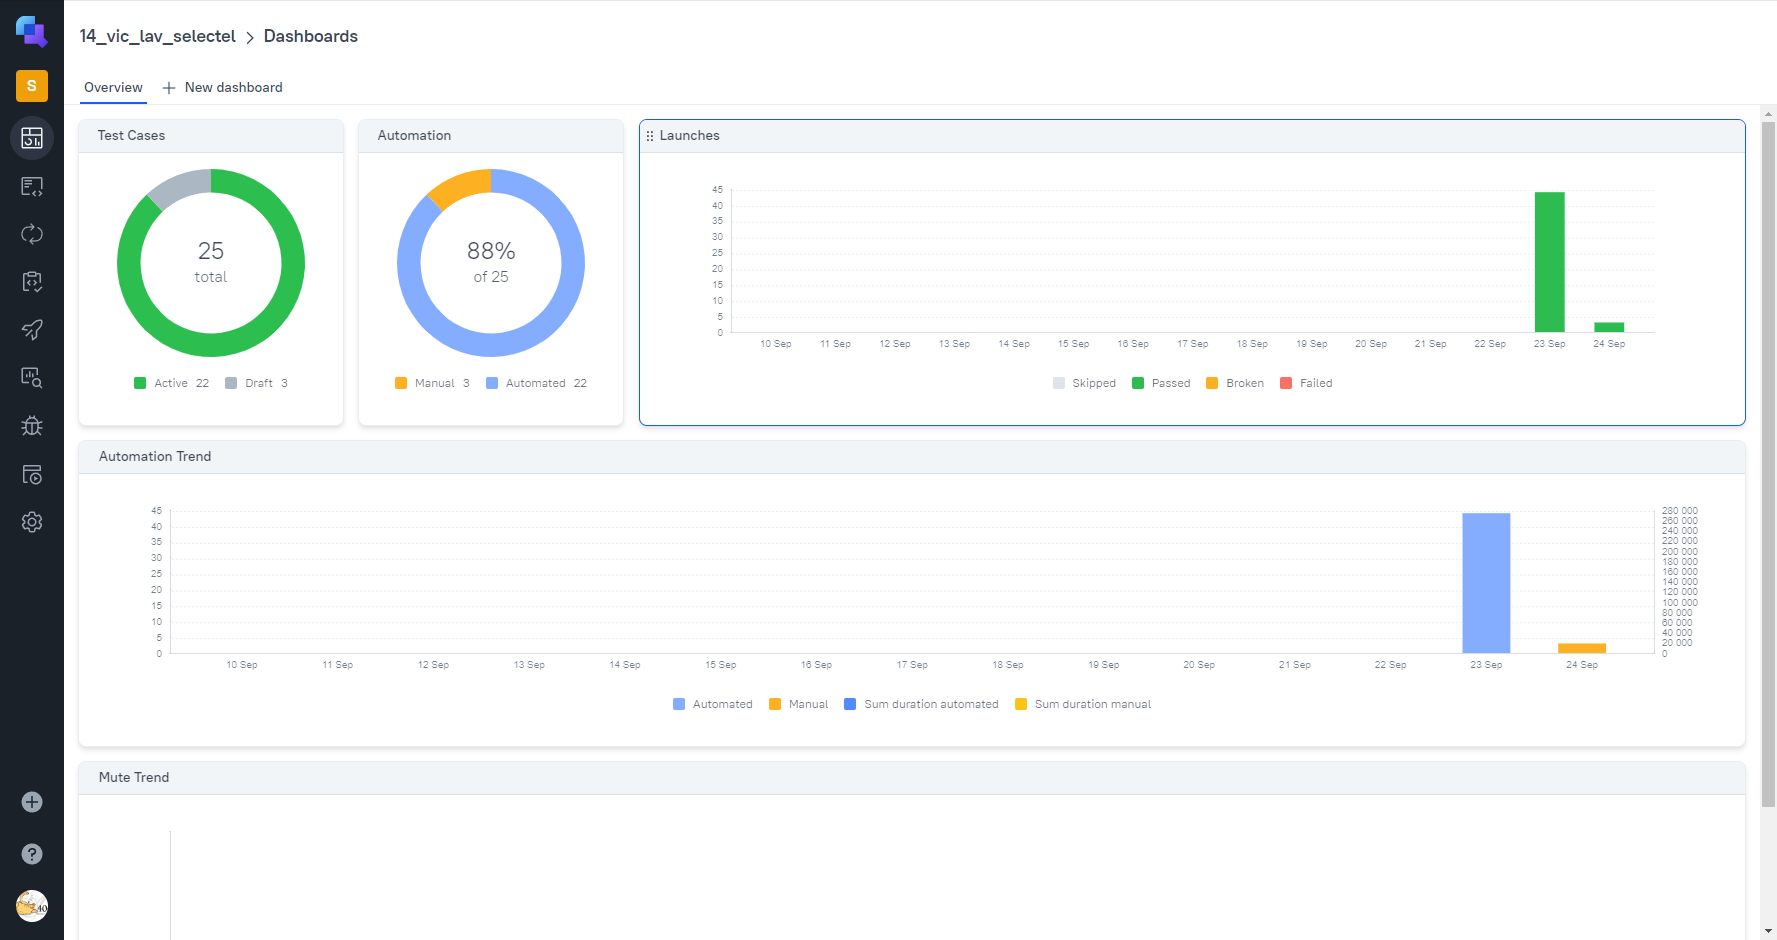 14_vic_lav_selectel > Dashboards
S
Overview
New dashboard
Test Cases
25
total
Active 22
Draft 3
Automation
88%
of 25
Manual 3
Automated 22
Launches
45
40
35
30
25
20
15
10
5
0
10 Sep 11 Sep 12 Sep 13 Sep 14 Sep 15 Sep 16 Sep 17 Sep 18 Sep 19 Sep 20 Sep 21 Sep 22 Sep 23 Sep 24 Sep
Skipped Passed Broken Failed
Automation Trend
45
40
35
30
25
20
15
10
5
0
280 000
260 000
240 000
220 000
200 000
180 000
160 000
140 000
120 000
100 000
80 000
60 000
40 000
20 000
0
10 Sep 11 Sep 12 Sep 13 Sep 14 Sep 15 Sep 16 Sep 17 Sep 18 Sep 19 Sep 20 Sep 21 Sep 22 Sep 23 Sep 24 Sep
Automated Manual Sum duration automated Sum duration manual
Mute Trend